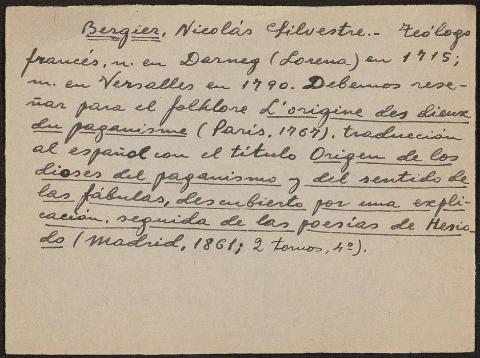 Bergier, Nicolás Silvestre.- Teólogo
francés, n. en Darneg (Lorena) en 1715;
m. en Versalles en 1790. Debemos rese-
ñar para el folklore L'origine des dieux
du paganisme (Paris, 1767), traducción
al español con el título Origen de los
dioses del paganismo y del sentido de
las fábulas, descubierto por una expli-
cación, seguida de las poesías de Hesio-
do (Madrid, 1861; 2 tomos, 4º).